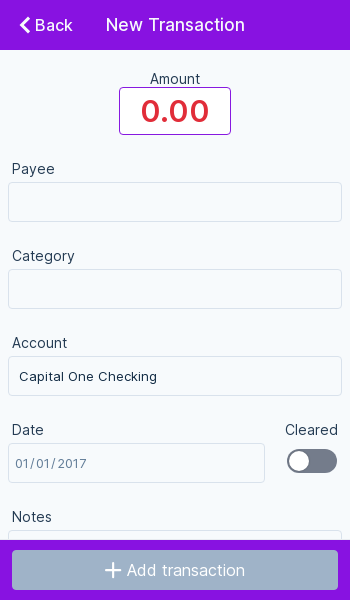 Back
New Transaction
Amount
0.00
Payee
Category
Account
Capital One Checking
Date
Cleared
01/01/2017
Notes
Add transaction